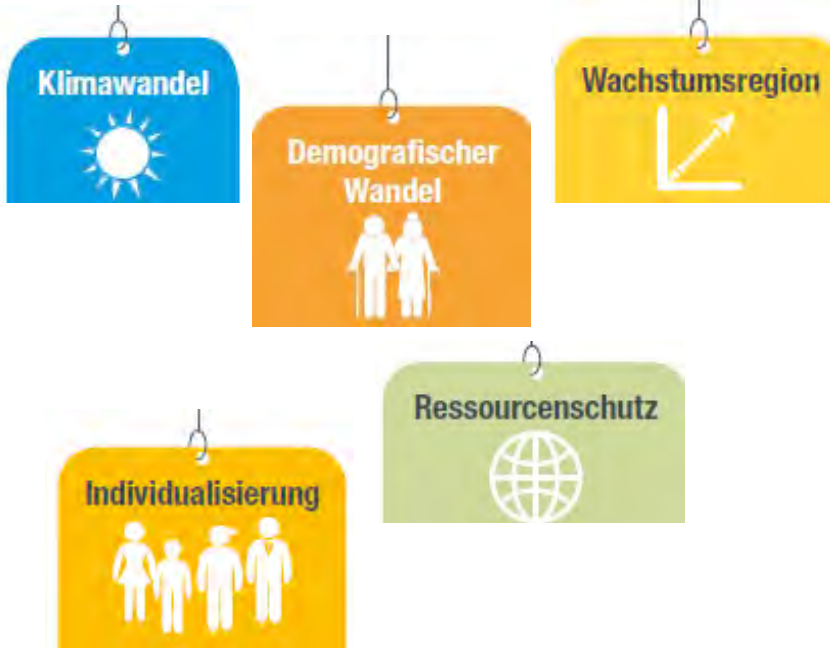 Klimawandel
Demografischer
Wandel
Wachstumsregion
Individualisierung
Ressourcenschutz